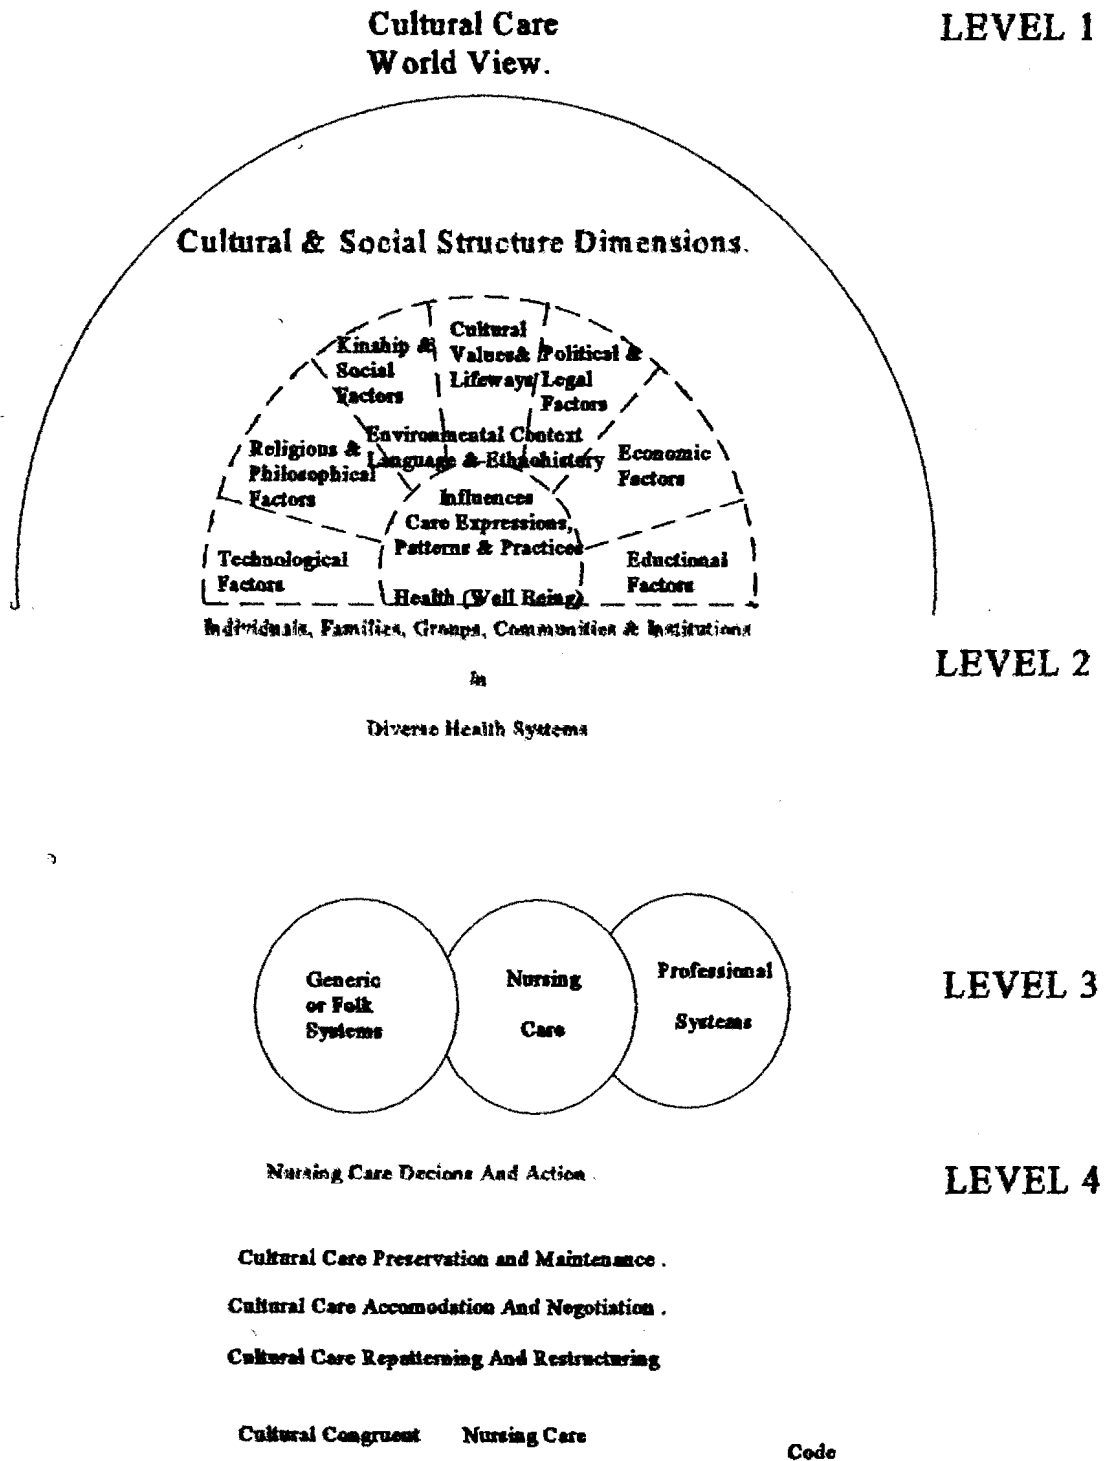 Cultural Care
World View.
LEVEL 1
Cultural & Social Structure Dimensions.
Kinship &
Social
Factors
Cultural
Values&
Lifeways
Political &
Legal
Factors
Religious &
Philosophical
Factors
Environmental Context
Language & Ethnohistory
Economic
Factors
Influences
Care Expressions,
Patterns & Practices
Technological
Factors
Health (Well Being)
Eductional
Factors
Individuals, Families, Groups, Communities & Institutions
In
Diverse Health Systems
LEVEL 2
Generic
or Folk
Systems
Nursing
Care
Professional
Systems
LEVEL 3
Nursing Care Decions And Action .
LEVEL 4
Cultural Care Preservation and Maintenance .
Cultural Care Accomodation And Negotiation .
Cultural Care Repatterning And Restructuring
Cultural Congruent Nursing Care
Code